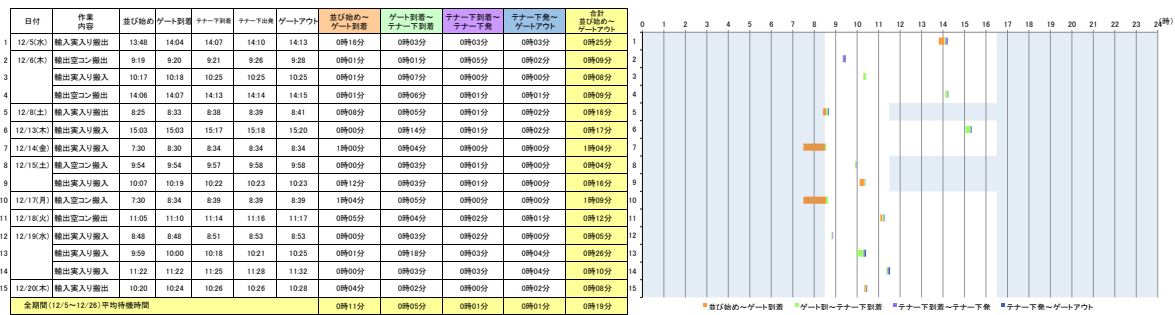 日付 作業内容 並び始め ゲート到着 テナー下到着 テナー下出発 ゲートアウト 並び始め～ゲート到着 ゲート到着～テナー下到着 テナー下到着～テナー下発 テナー下発～ゲートアウト 合計並び始め～ゲートアウト
1 12/5(水) 輸入実入り搬出 13:48 14:04 14:07 14:10 14:13 0時16分 0時03分 0時03分 0時03分 0時25分
2 12/6(木) 輸出空コン搬出 9:19 9:20 9:21 9:26 9:28 0時01分 0時01分 0時05分 0時02分 0時09分
3 輸出実入り搬入 10:17 10:18 10:25 10:25 10:25 0時01分 0時07分 0時00分 0時00分 0時08分
4 輸出空コン搬出 14:06 14:07 14:13 14:14 14:15 0時01分 0時06分 0時01分 0時01分 0時09分
5 12/8(土) 輸入実入り搬出 8:25 8:33 8:38 8:39 8:41 0時08分 0時05分 0時01分 0時02分 0時16分
6 12/13(木) 輸入実入り搬出 15:03 15:03 15:17 15:18 15:20 0時00分 0時14分 0時01分 0時02分 0時17分
7 12/14(金) 輸出実入り搬入 7:30 8:30 8:34 8:34 8:34 1時00分 0時04分 0時00分 0時00分 1時04分
8 12/15(土) 輸入空コン搬入 9:54 9:54 9:57 9:58 9:58 0時00分 0時03分 0時01分 0時00分 0時04分
9 輸出実入り搬入 10:07 10:19 10:22 10:23 10:23 0時12分 0時03分 0時01分 0時00分 0時16分
10 12/17(月) 輸入空コン搬入 7:30 8:34 8:39 8:39 8:39 1時04分 0時05分 0時00分 0時00分 1時09分
11 12/18(火) 輸出空コン搬出 11:05 11:10 11:14 11:16 11:17 0時05分 0時04分 0時02分 0時01分 0時12分
12 12/19(水) 輸出実入り搬入 8:48 8:48 8:51 8:53 8:53 0時00分 0時03分 0時02分 0時00分 0時05分
13 輸出実入り搬入 9:59 10:00 10:18 10:21 10:25 0時01分 0時18分 0時03分 0時04分 0時26分
14 輸出実入り搬入 11:22 11:22 11:25 11:28 11:32 0時00分 0時03分 0時03分 0時04分 0時10分
15 12/20(木) 輸入実入り搬出 10:20 10:24 10:26 10:26 10:28 0時04分 0時02分 0時00分 0時02分 0時08分
全期間(12/5～12/26)平均待機時間 0時11分 0時05分 0時01分 0時01分 0時19分
0 1 2 3 4 5 6 7 8 9 10 11 12 13 14 15 16 17 18 19 20 21 22 23 24(時)
1
2
3
4
5
6
7
8
9
10
11
12
13
14
15
並び始め～ゲート到着 ゲート到～テナー下到着 テナー下到着～テナー下発 テナー下発～ゲートアウト